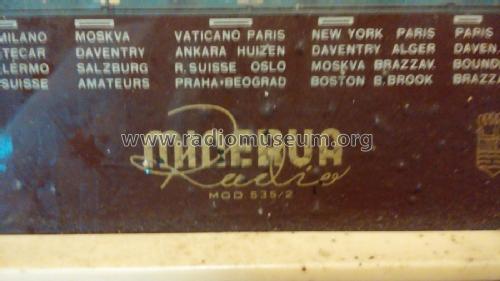 MILANO MOSKVA VATICANO PARIS NEW YORK PARIS PARIS
TECAR DAVENTRY ANKARA HUIZEN DAVENTRY ALGER DAVEN
LERMO SALZBURG R.SUISSE OSLO MOSKVA BRAZZAV. BOUND
SUISSE AMATEURS PRAHA-BEOGRAD BOSTON B.BROOK BRAZZ
www.radiomuseum.org
MINERVA
Radio
MOD. 535/2